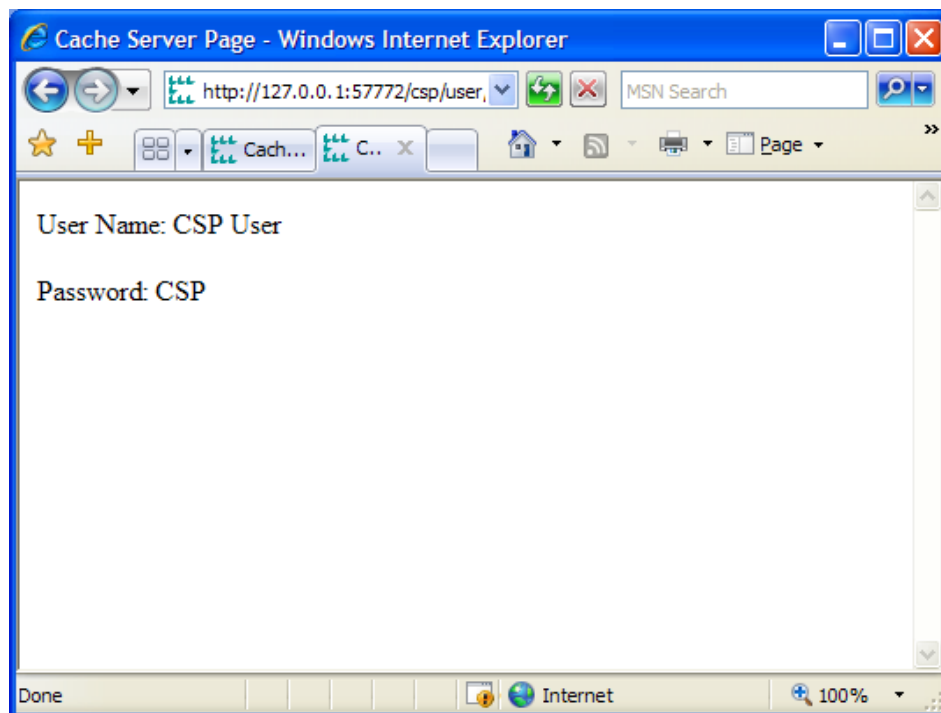 Cache Server Page - Windows Internet Explorer
http://127.0.0.1:57772/csp/user,
MSN Search
Cach...
C..
Page
»
User Name: CSP User
Password: CSP
Done
Internet
100%